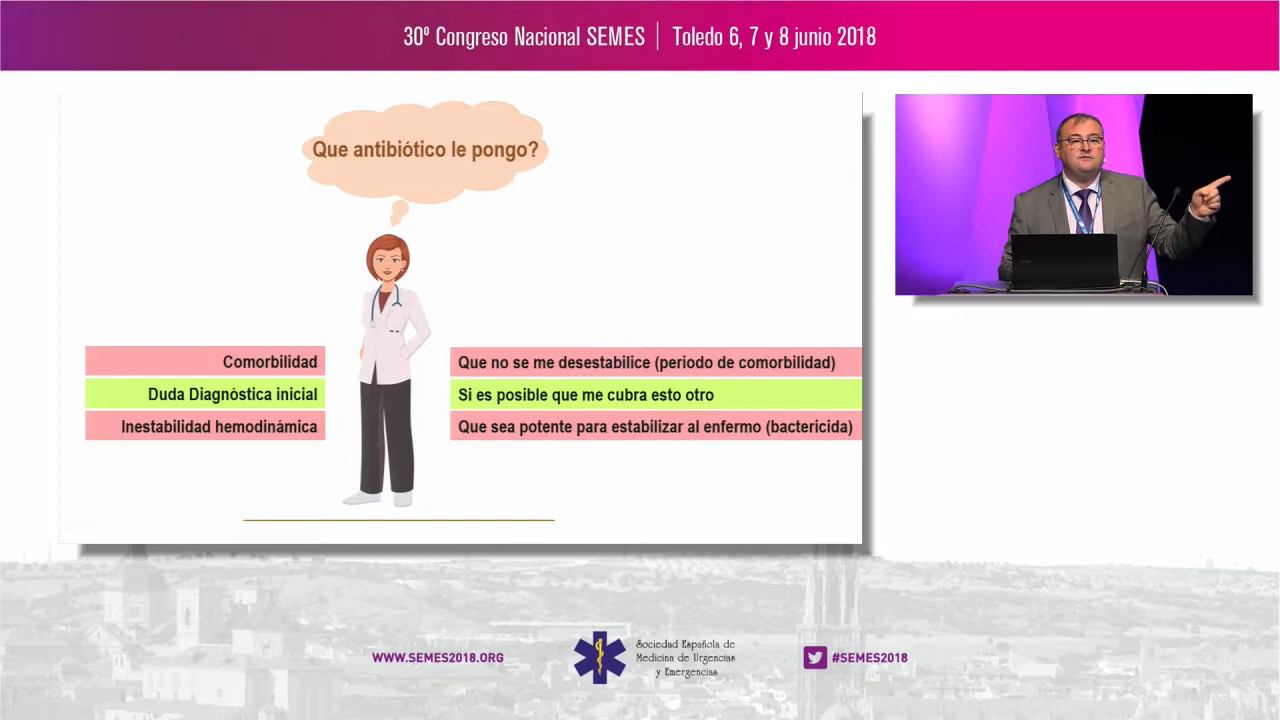 30º Congreso Nacional SEMES | Toledo 6, 7 y 8 junio 2018
Que antibiótico le pongo?
Comorbilidad
Que no se me desestabilice (periodo de comorbilidad)
Duda Diagnóstica inicial
Si es posible que me cubra esto otro
Inestabilidad hemodinámica
Que sea potente para estabilizar al enfermo (bactericida)
WWW.SEMES2018.ORG
Sociedad Española de
Medicina de Urgencias
y Emergencias
#SEMES2018